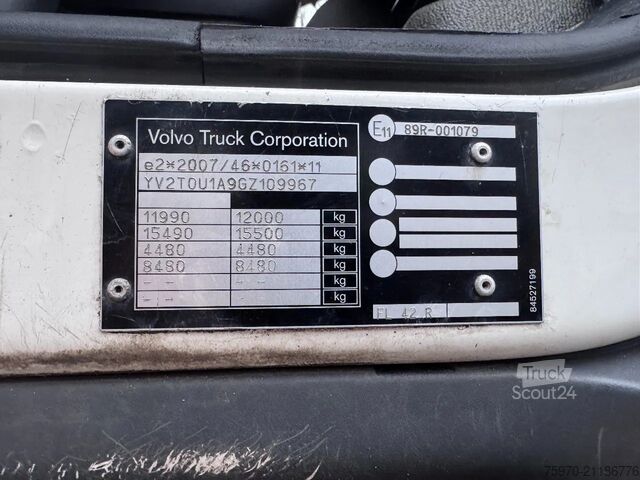 Volvo Truck Corporation
e2*2007/46*0161*11
YV2T0U1A9GZ109967
11990 12000 kg
15490 15500 kg
4480 4480 kg
8480 8480 kg
- - - - kg
- - - - kg
E11 89R-001079
FL 42 R
84527199
Truck
Scout24
75970-21136776